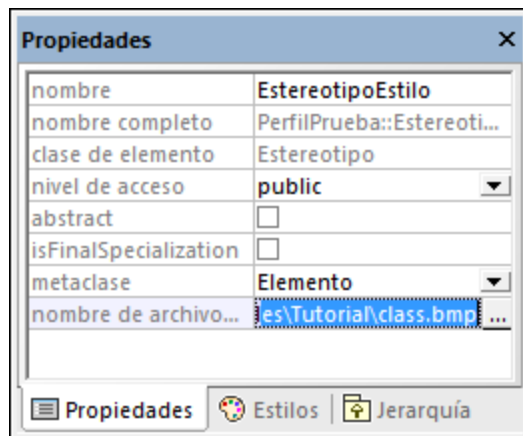 Propiedades
nombre EstereotipoEstilo
nombre completo PerfilPrueba::Estereoti...
clase de elemento Estereotipo
nivel de acceso public
abstract
isFinalSpecialization
metaclase Elemento
nombre de archivo... es\Tutorial\class.bmp ...
Propiedades Estilos Jerarquía